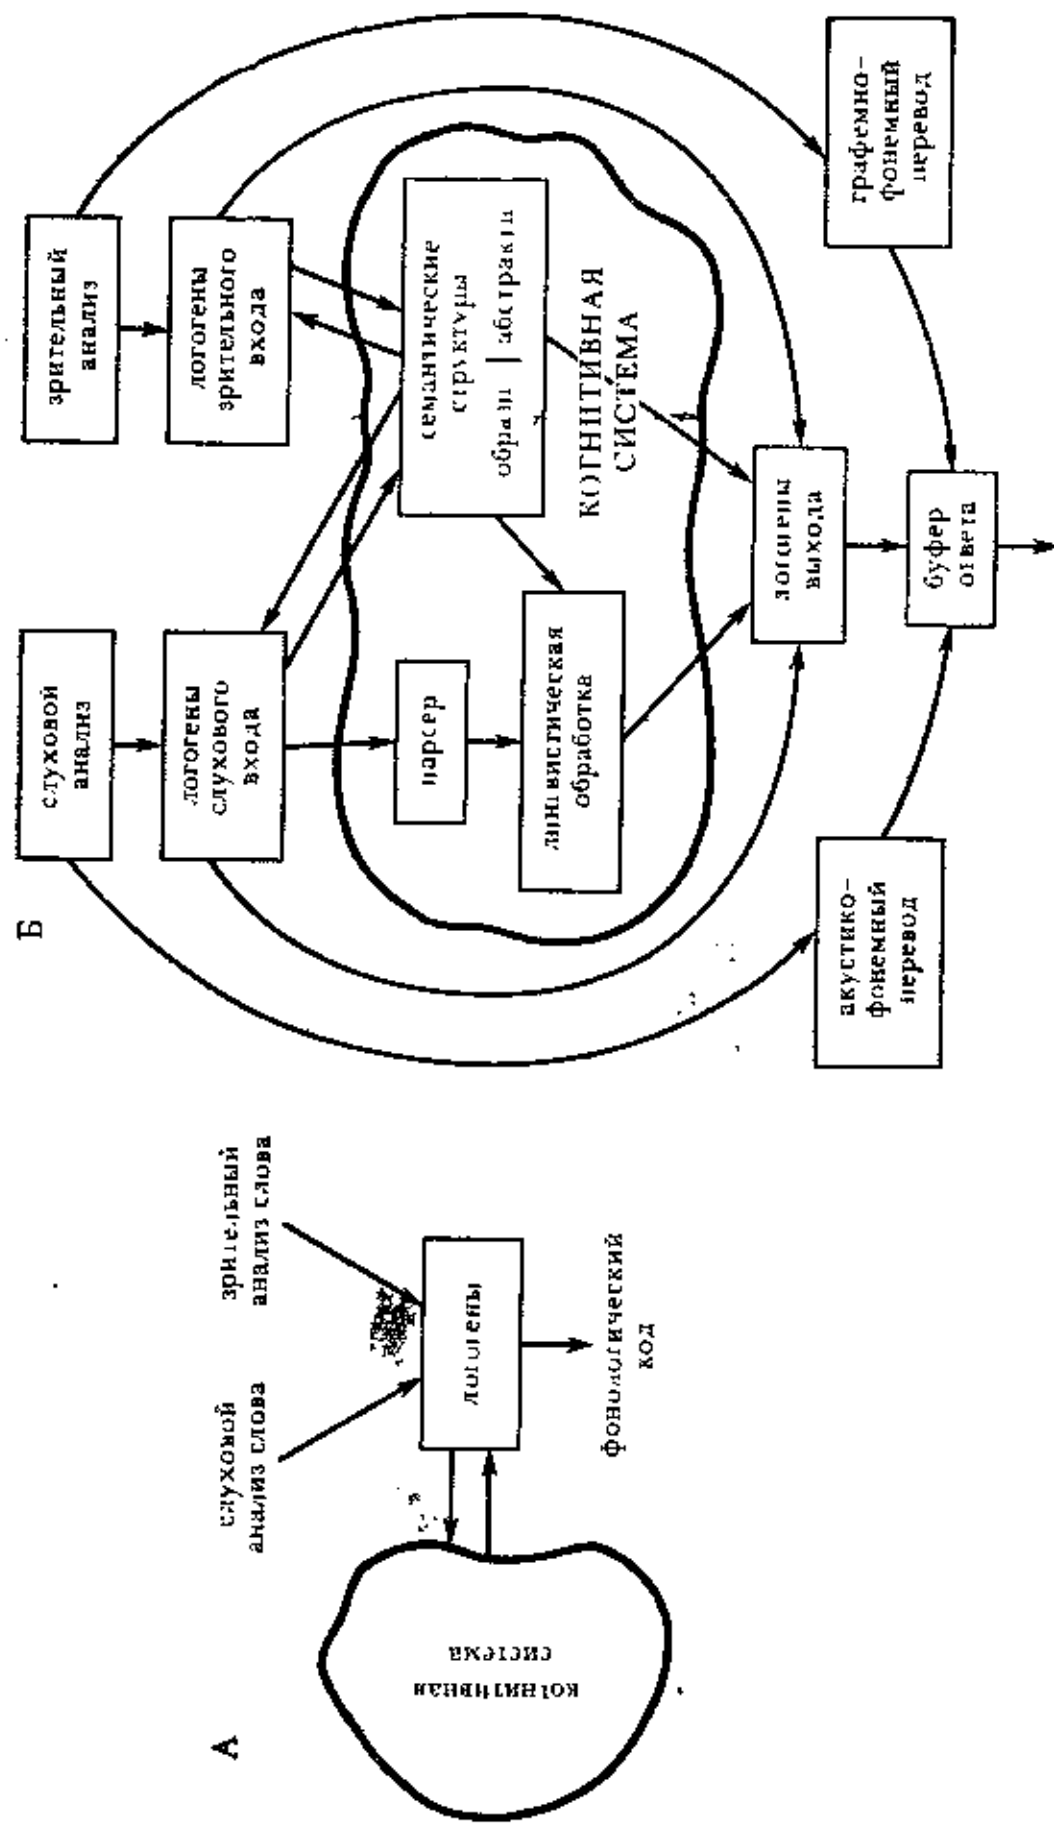 А
слуховой
анализ слова
зрительный
анализ слова
логогены
фонологический
код
когнитивная
система
Б
слуховой
анализ
зрительный
анализ
логогены
слухового
входа
логогены
зрительного
входа
парсер
семантические
структуры
образы | абстракты
лингвистическая
обработка
КОГНИТИВНАЯ
СИСТЕМА
логогены
выхода
акустико-
фонемный
перевод
буфер
ответа
графемно-
фонемный
перевод